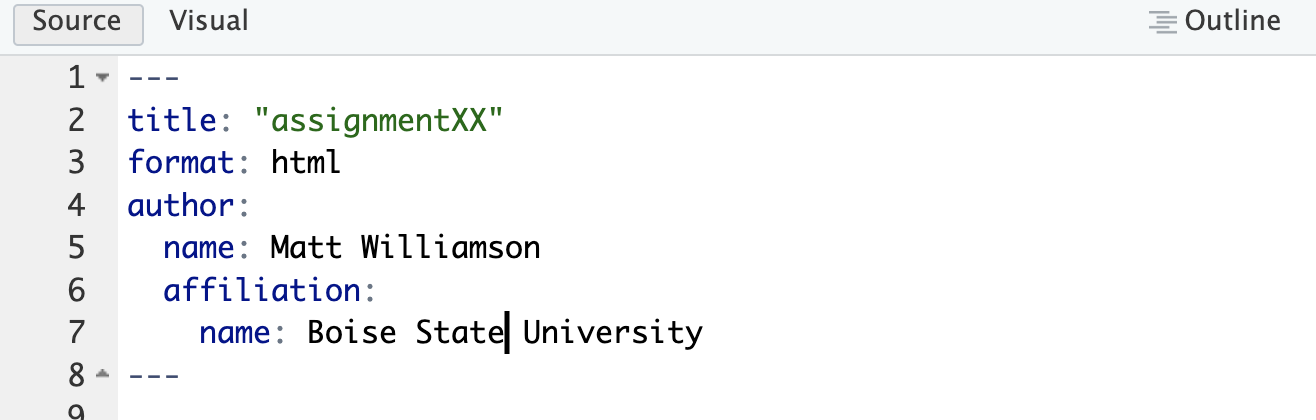 Source Visual Outline
1 ---
2 title: "assignmentXX"
3 format: html
4 author:
5   name: Matt Williamson
6   affiliation:
7     name: Boise State University
8 ---
9